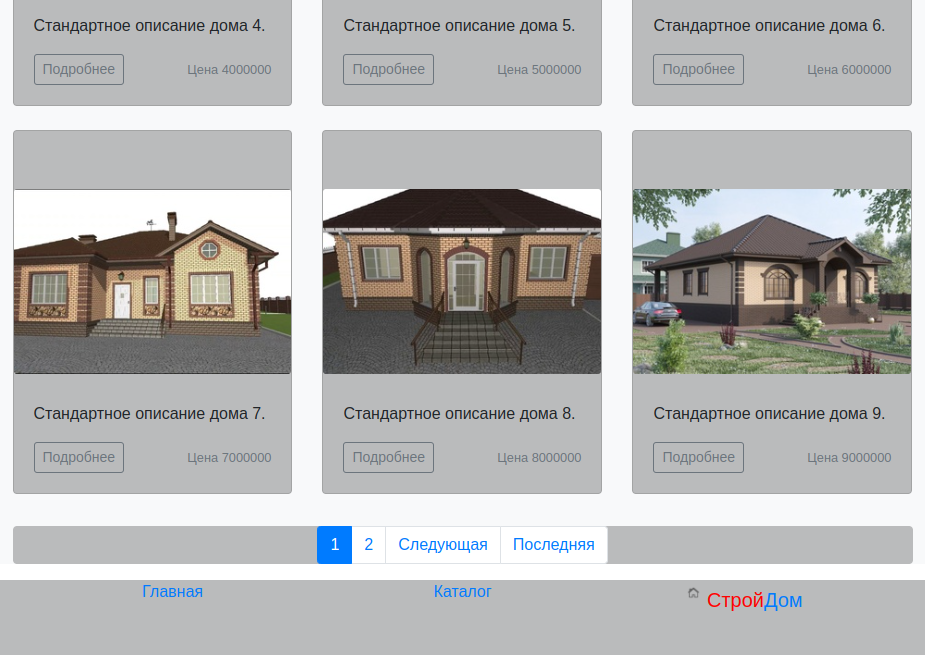 Стандартное описание дома 4.
Стандартное описание дома 5.
Стандартное описание дома 6.
Подробнее
Цена 4000000
Подробнее
Цена 5000000
Подробнее
Цена 6000000
Стандартное описание дома 7.
Стандартное описание дома 8.
Стандартное описание дома 9.
Подробнее
Цена 7000000
Подробнее
Цена 8000000
Подробнее
Цена 9000000
1
2
Следующая
Последняя
Главная
Каталог
СтройДом